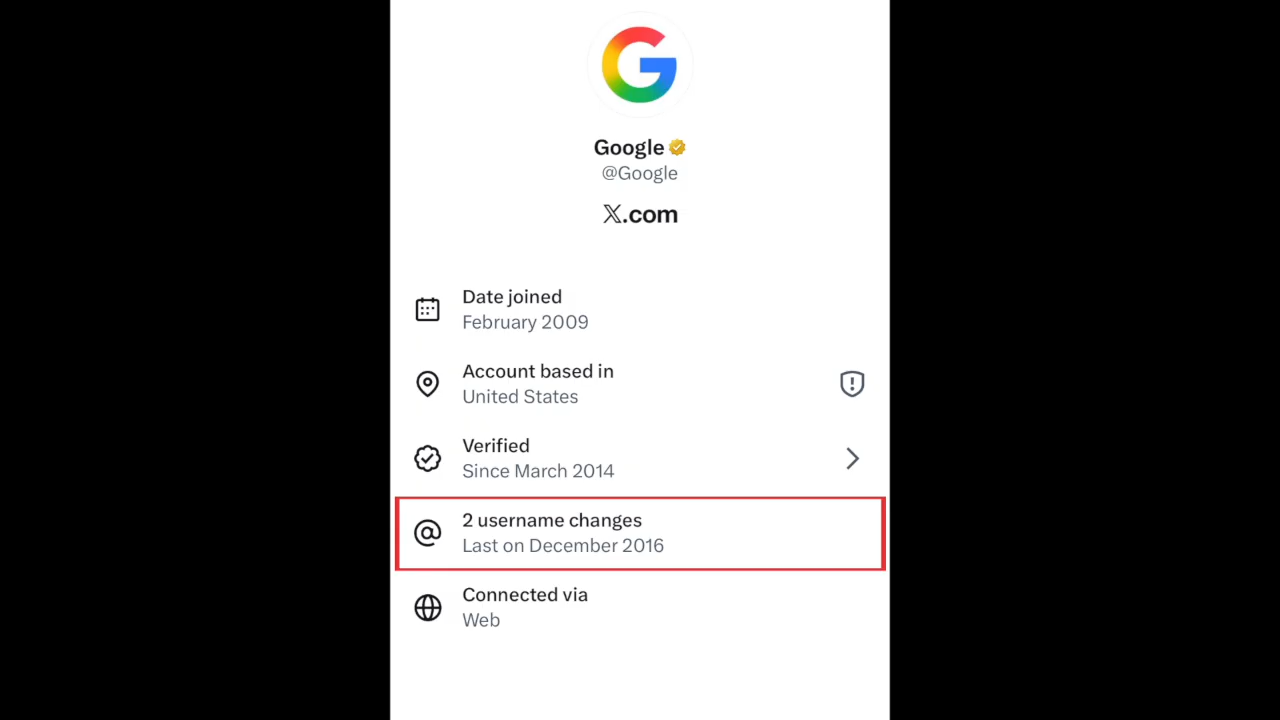 Google
@Google
𝕏.com
Date joined
February 2009
Account based in
United States
Verified
Since March 2014
2 username changes
Last on December 2016
Connected via
Web